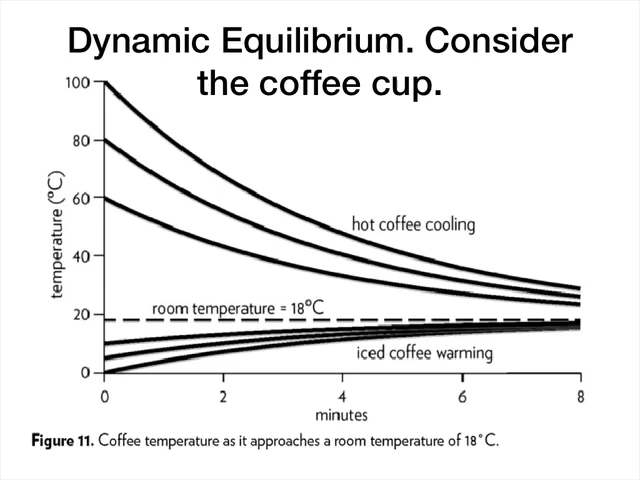 Dynamic Equilibrium. Consider
the coffee cup.
100
80
60
40
20
0
temperature (°C)
hot coffee cooling
room temperature = 18°C
iced coffee warming
0 2 4 6 8
minutes
Figure 11. Coffee temperature as it approaches a room temperature of 18°C.